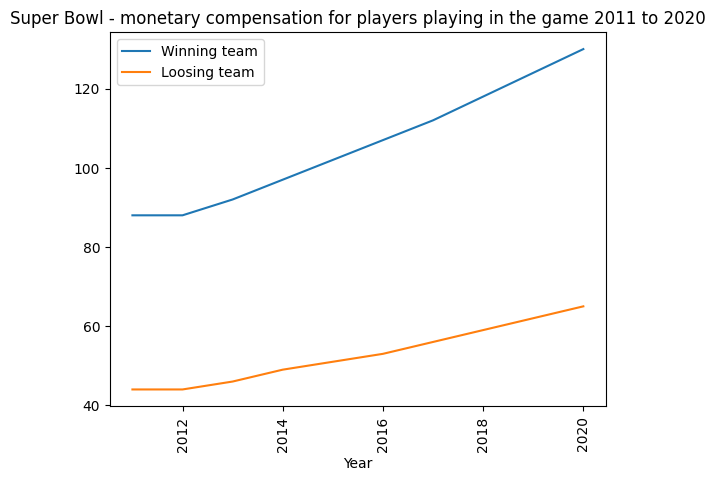 Super Bowl - monetary compensation for players playing in the game 2011 to 2020
Winning team
Loosing team
120
100
80
60
40
2012
2014
2016
2018
2020
Year